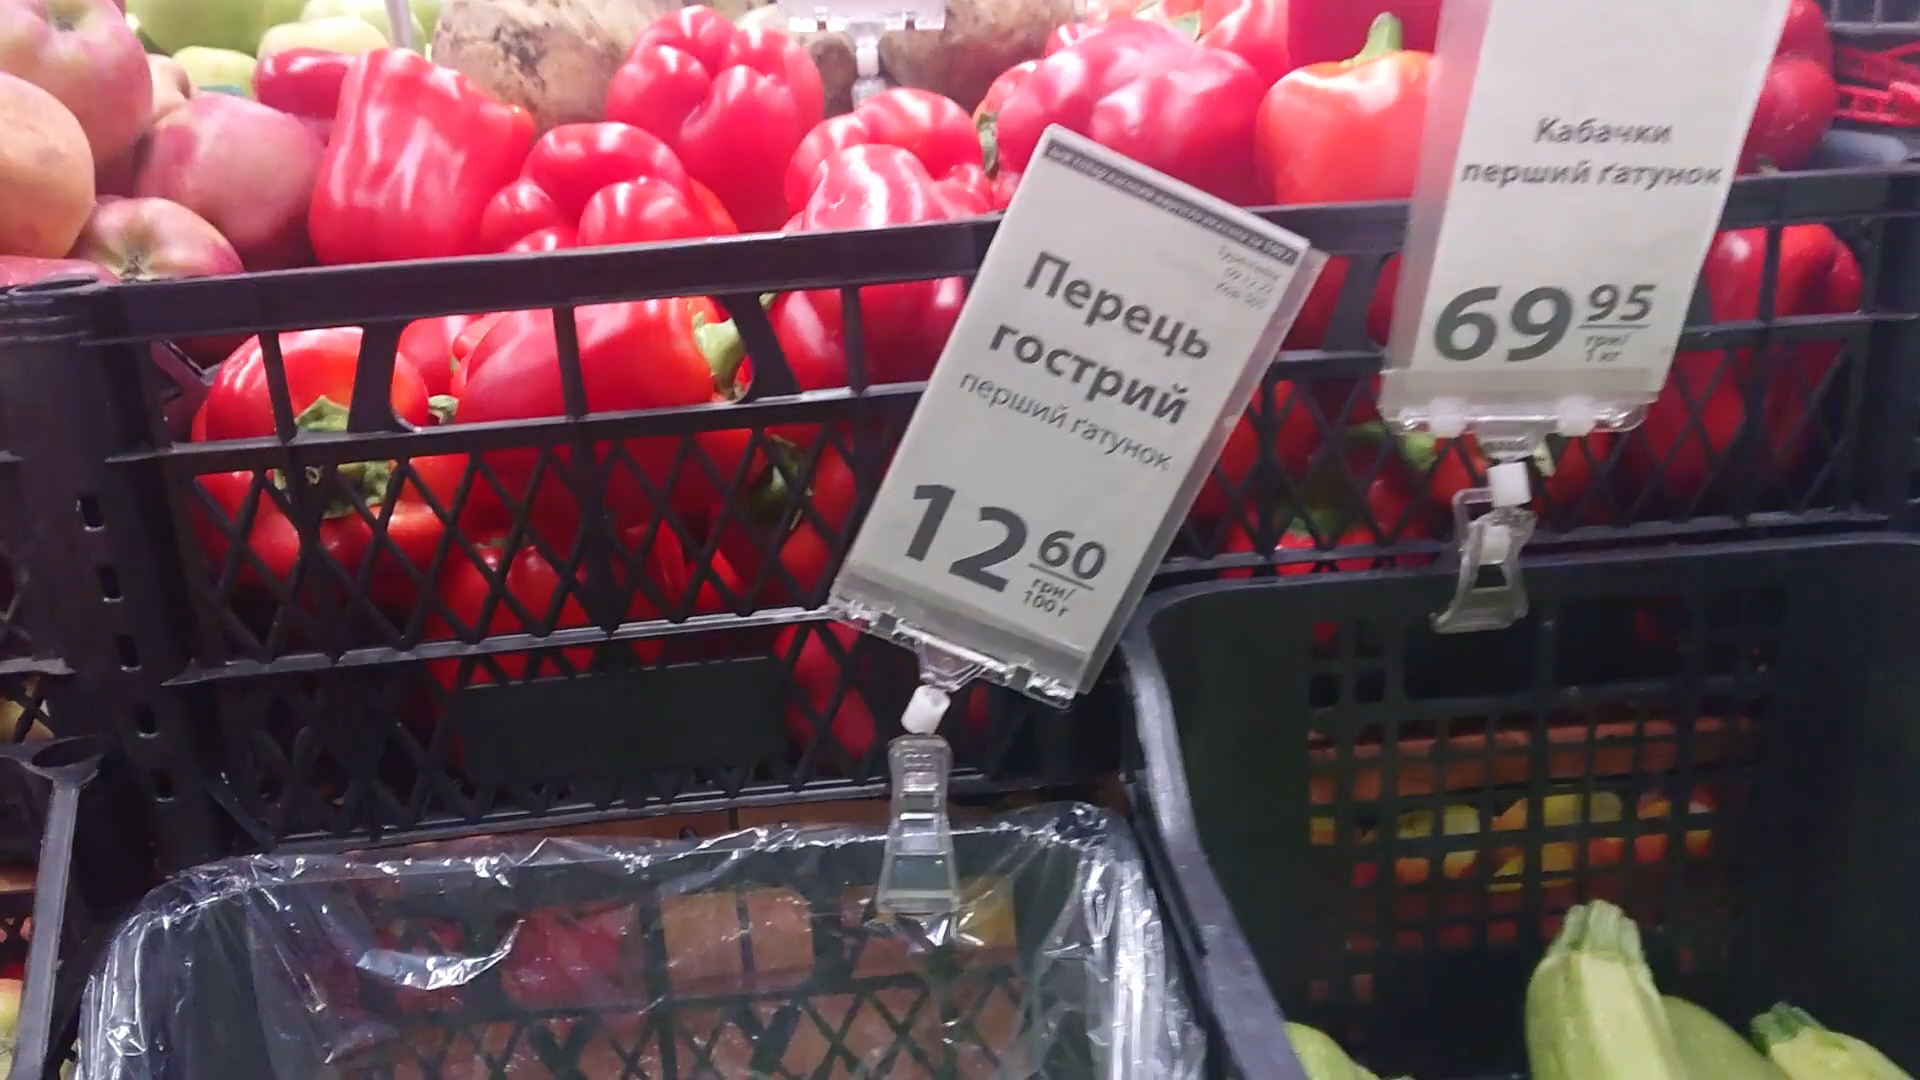 Перець
гострий
перший ґатунок
12 60
грн/
100 г
Кабачки
перший ґатунок
69 95
грн/
1 кг